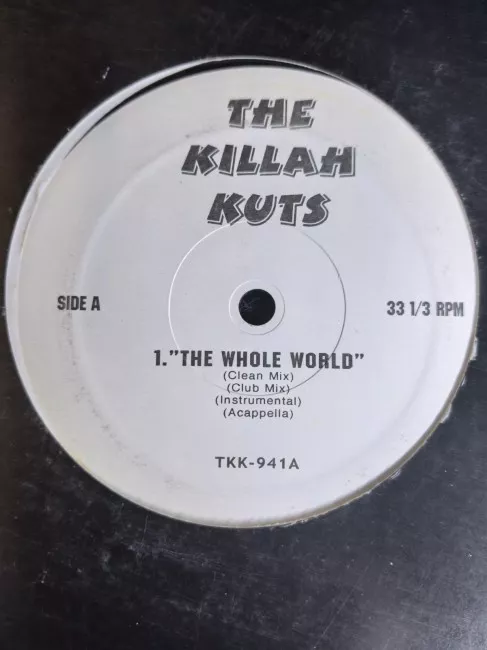 THE
KILLAH
KUTS
SIDE A
33 1/3 RPM
1."THE WHOLE WORLD"
(Clean Mix)
(Club Mix)
(Instrumental)
(Acappella)
TKK-941A